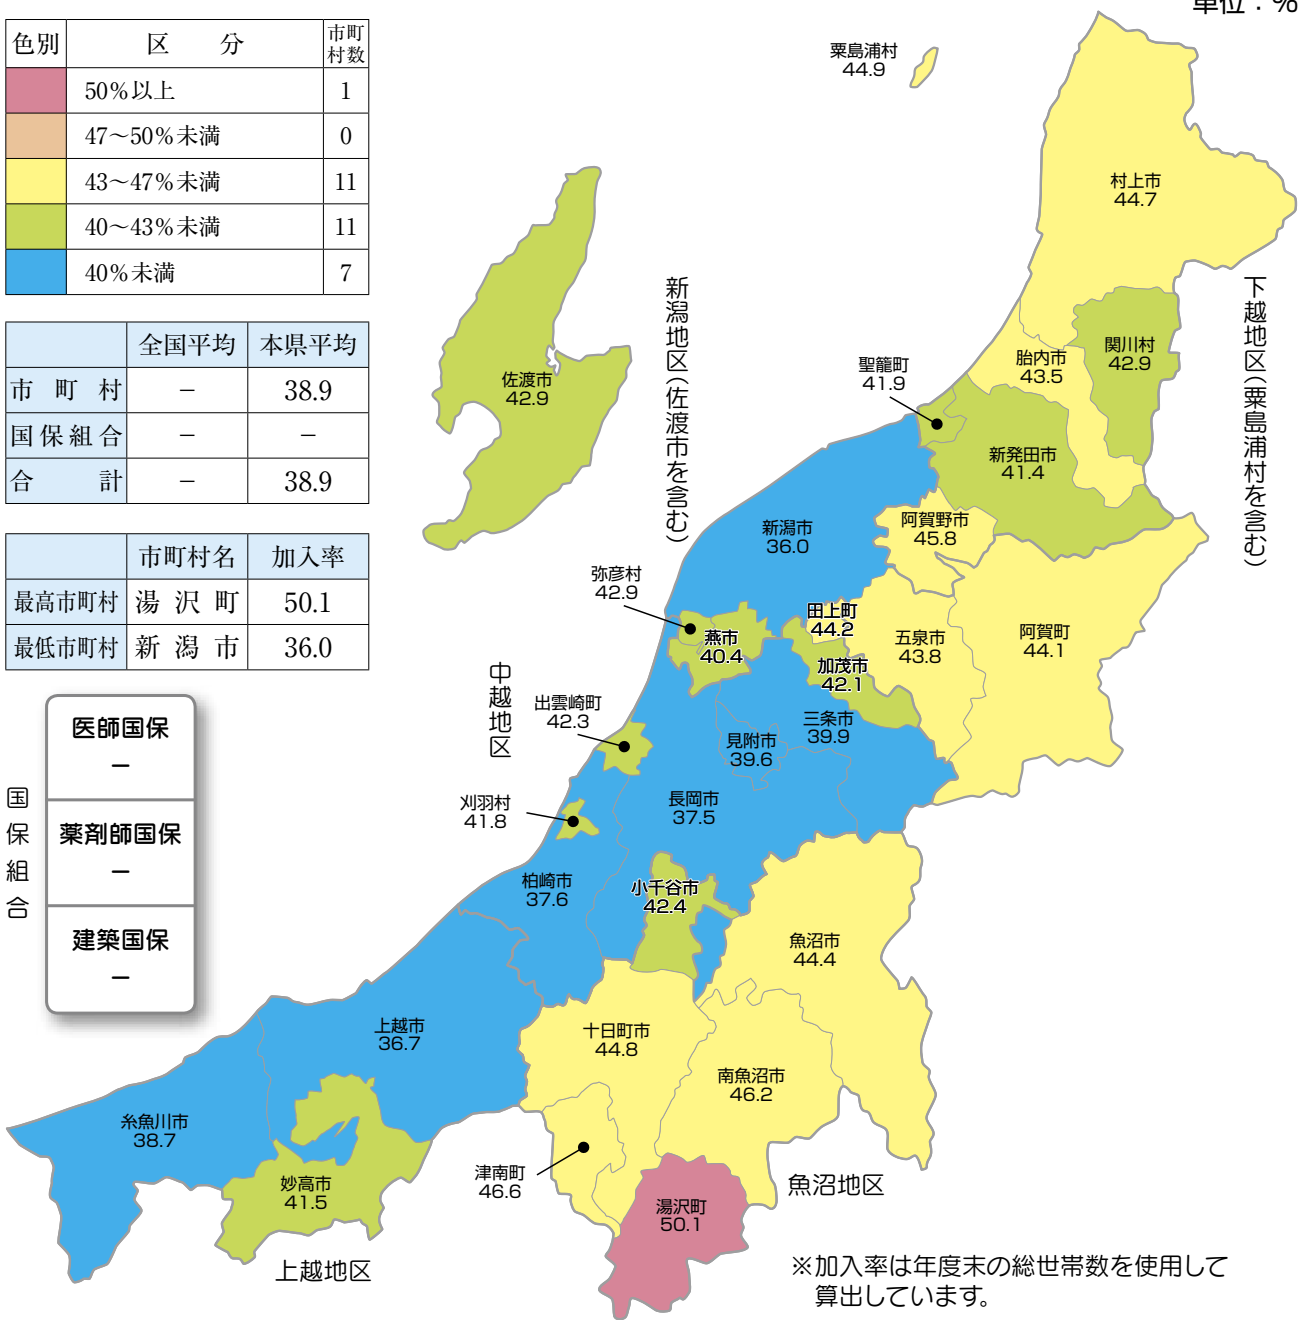 単位：%
色別 区 分 市町村数
50%以上 1
47～50%未満 0
43～47%未満 11
40～43%未満 11
40%未満 7
全国平均 本県平均
市町村 － 38.9
国保組合 － －
合計 － 38.9
市町村名 加入率
最高市町村 湯沢町 50.1
最低市町村 新潟市 36.0
国保組合
医師国保
－
薬剤師国保
－
建築国保
－
粟島浦村
44.9
村上市
44.7
新潟地区（佐渡市を含む）
下越地区（粟島浦村を含む）
関川村
42.9
胎内市
43.5
聖籠町
41.9
佐渡市
42.9
新発田市
41.4
新潟市
36.0
阿賀野市
45.8
弥彦村
42.9
燕市
40.4
田上町
44.2
五泉市
43.8
阿賀町
44.1
加茂市
42.1
中越地区
出雲崎町
42.3
三条市
39.9
見附市
39.6
刈羽村
41.8
長岡市
37.5
柏崎市
37.6
小千谷市
42.4
魚沼市
44.4
上越市
36.7
十日町市
44.8
南魚沼市
46.2
糸魚川市
38.7
津南町
46.6
妙高市
41.5
湯沢町
50.1
魚沼地区
上越地区
※加入率は年度末の総世帯数を使用して
算出しています。